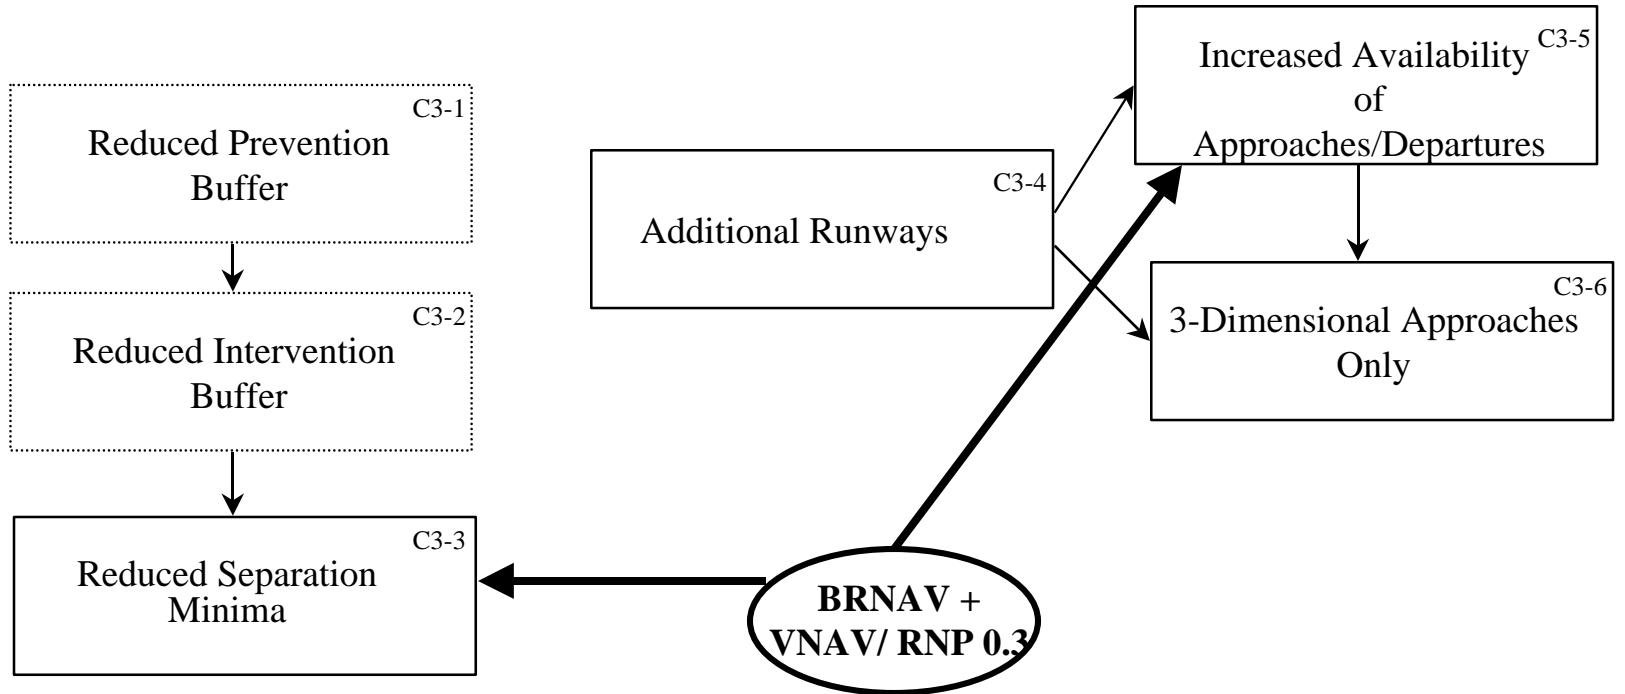 C3-1
Reduced Prevention
Buffer
C3-2
Reduced Intervention
Buffer
C3-3
Reduced Separation
Minima
C3-4
Additional Runways
C3-5
Increased Availability
of
Approaches/Departures
C3-6
3-Dimensional Approaches
Only
BRNAV +
VNAV/ RNP 0.3